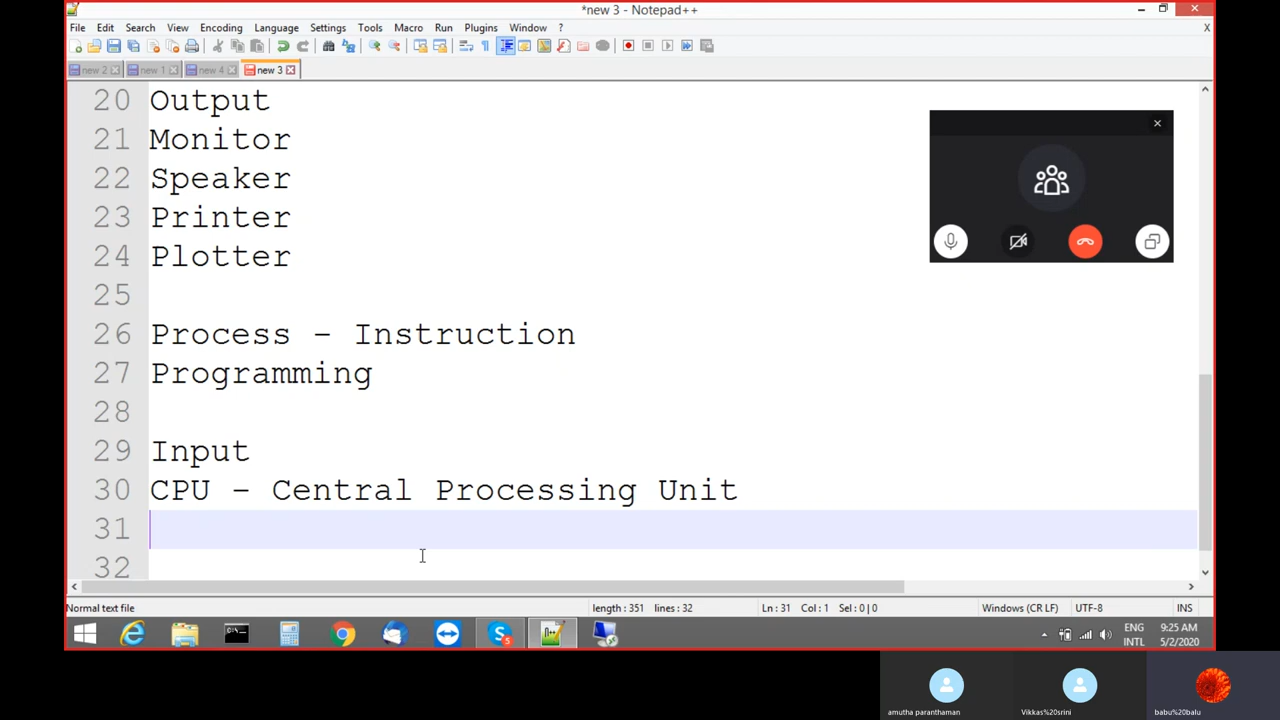 *new 3 - Notepad++
File Edit Search View Encoding Language Settings Tools Macro Run Plugins Window ? X
new 2 new 1 new 4 new 3
20 Output
21 Monitor
22 Speaker
23 Printer
24 Plotter
25
26 Process - Instruction
27 Programming
28
29 Input
30 CPU - Central Processing Unit
31
32
Normal text file length : 351 lines : 32 Ln : 31 Col : 1 Sel : 0 | 0 Windows (CR LF) UTF-8 INS
ENG 9:25 AM
INTL 5/2/2020
amutha paranthaman Vikkas%20srini babu%20balu